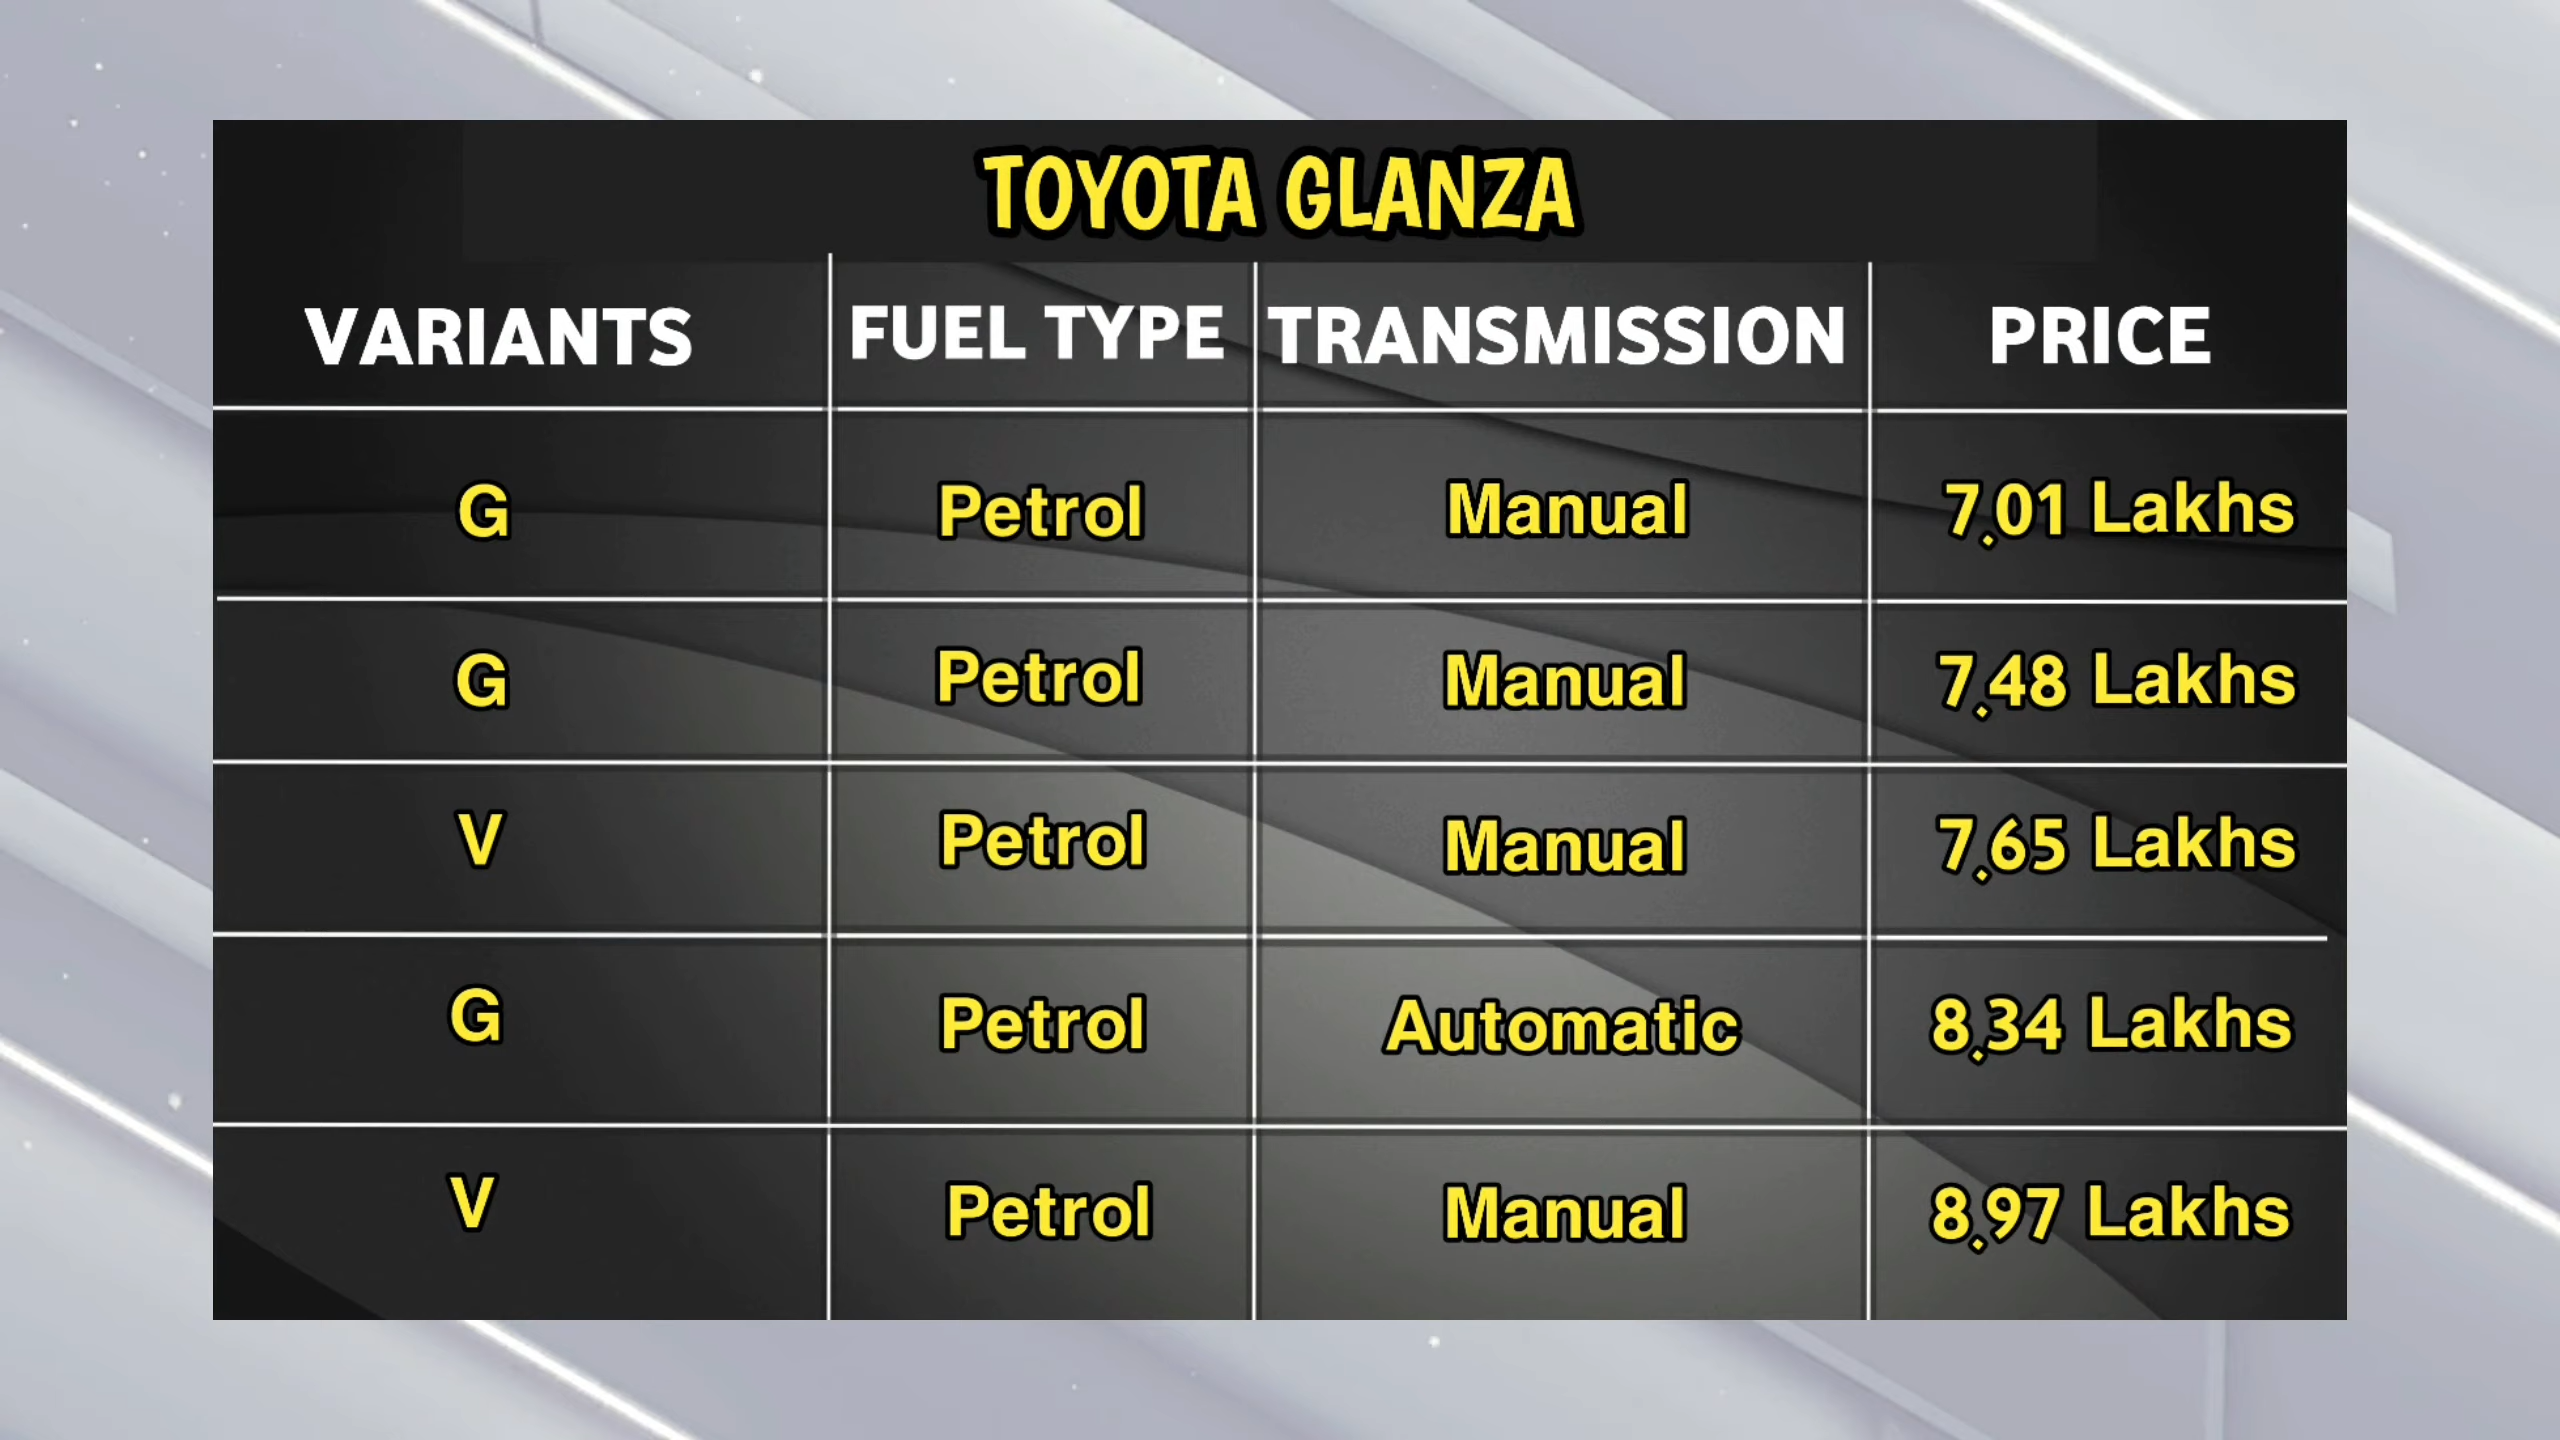 TOYOTA GLANZA
VARIANTS FUEL TYPE TRANSMISSION PRICE
G Petrol Manual 7.01 Lakhs
G Petrol Manual 7.48 Lakhs
V Petrol Manual 7.65 Lakhs
G Petrol Automatic 8.34 Lakhs
V Petrol Manual 8.97 Lakhs